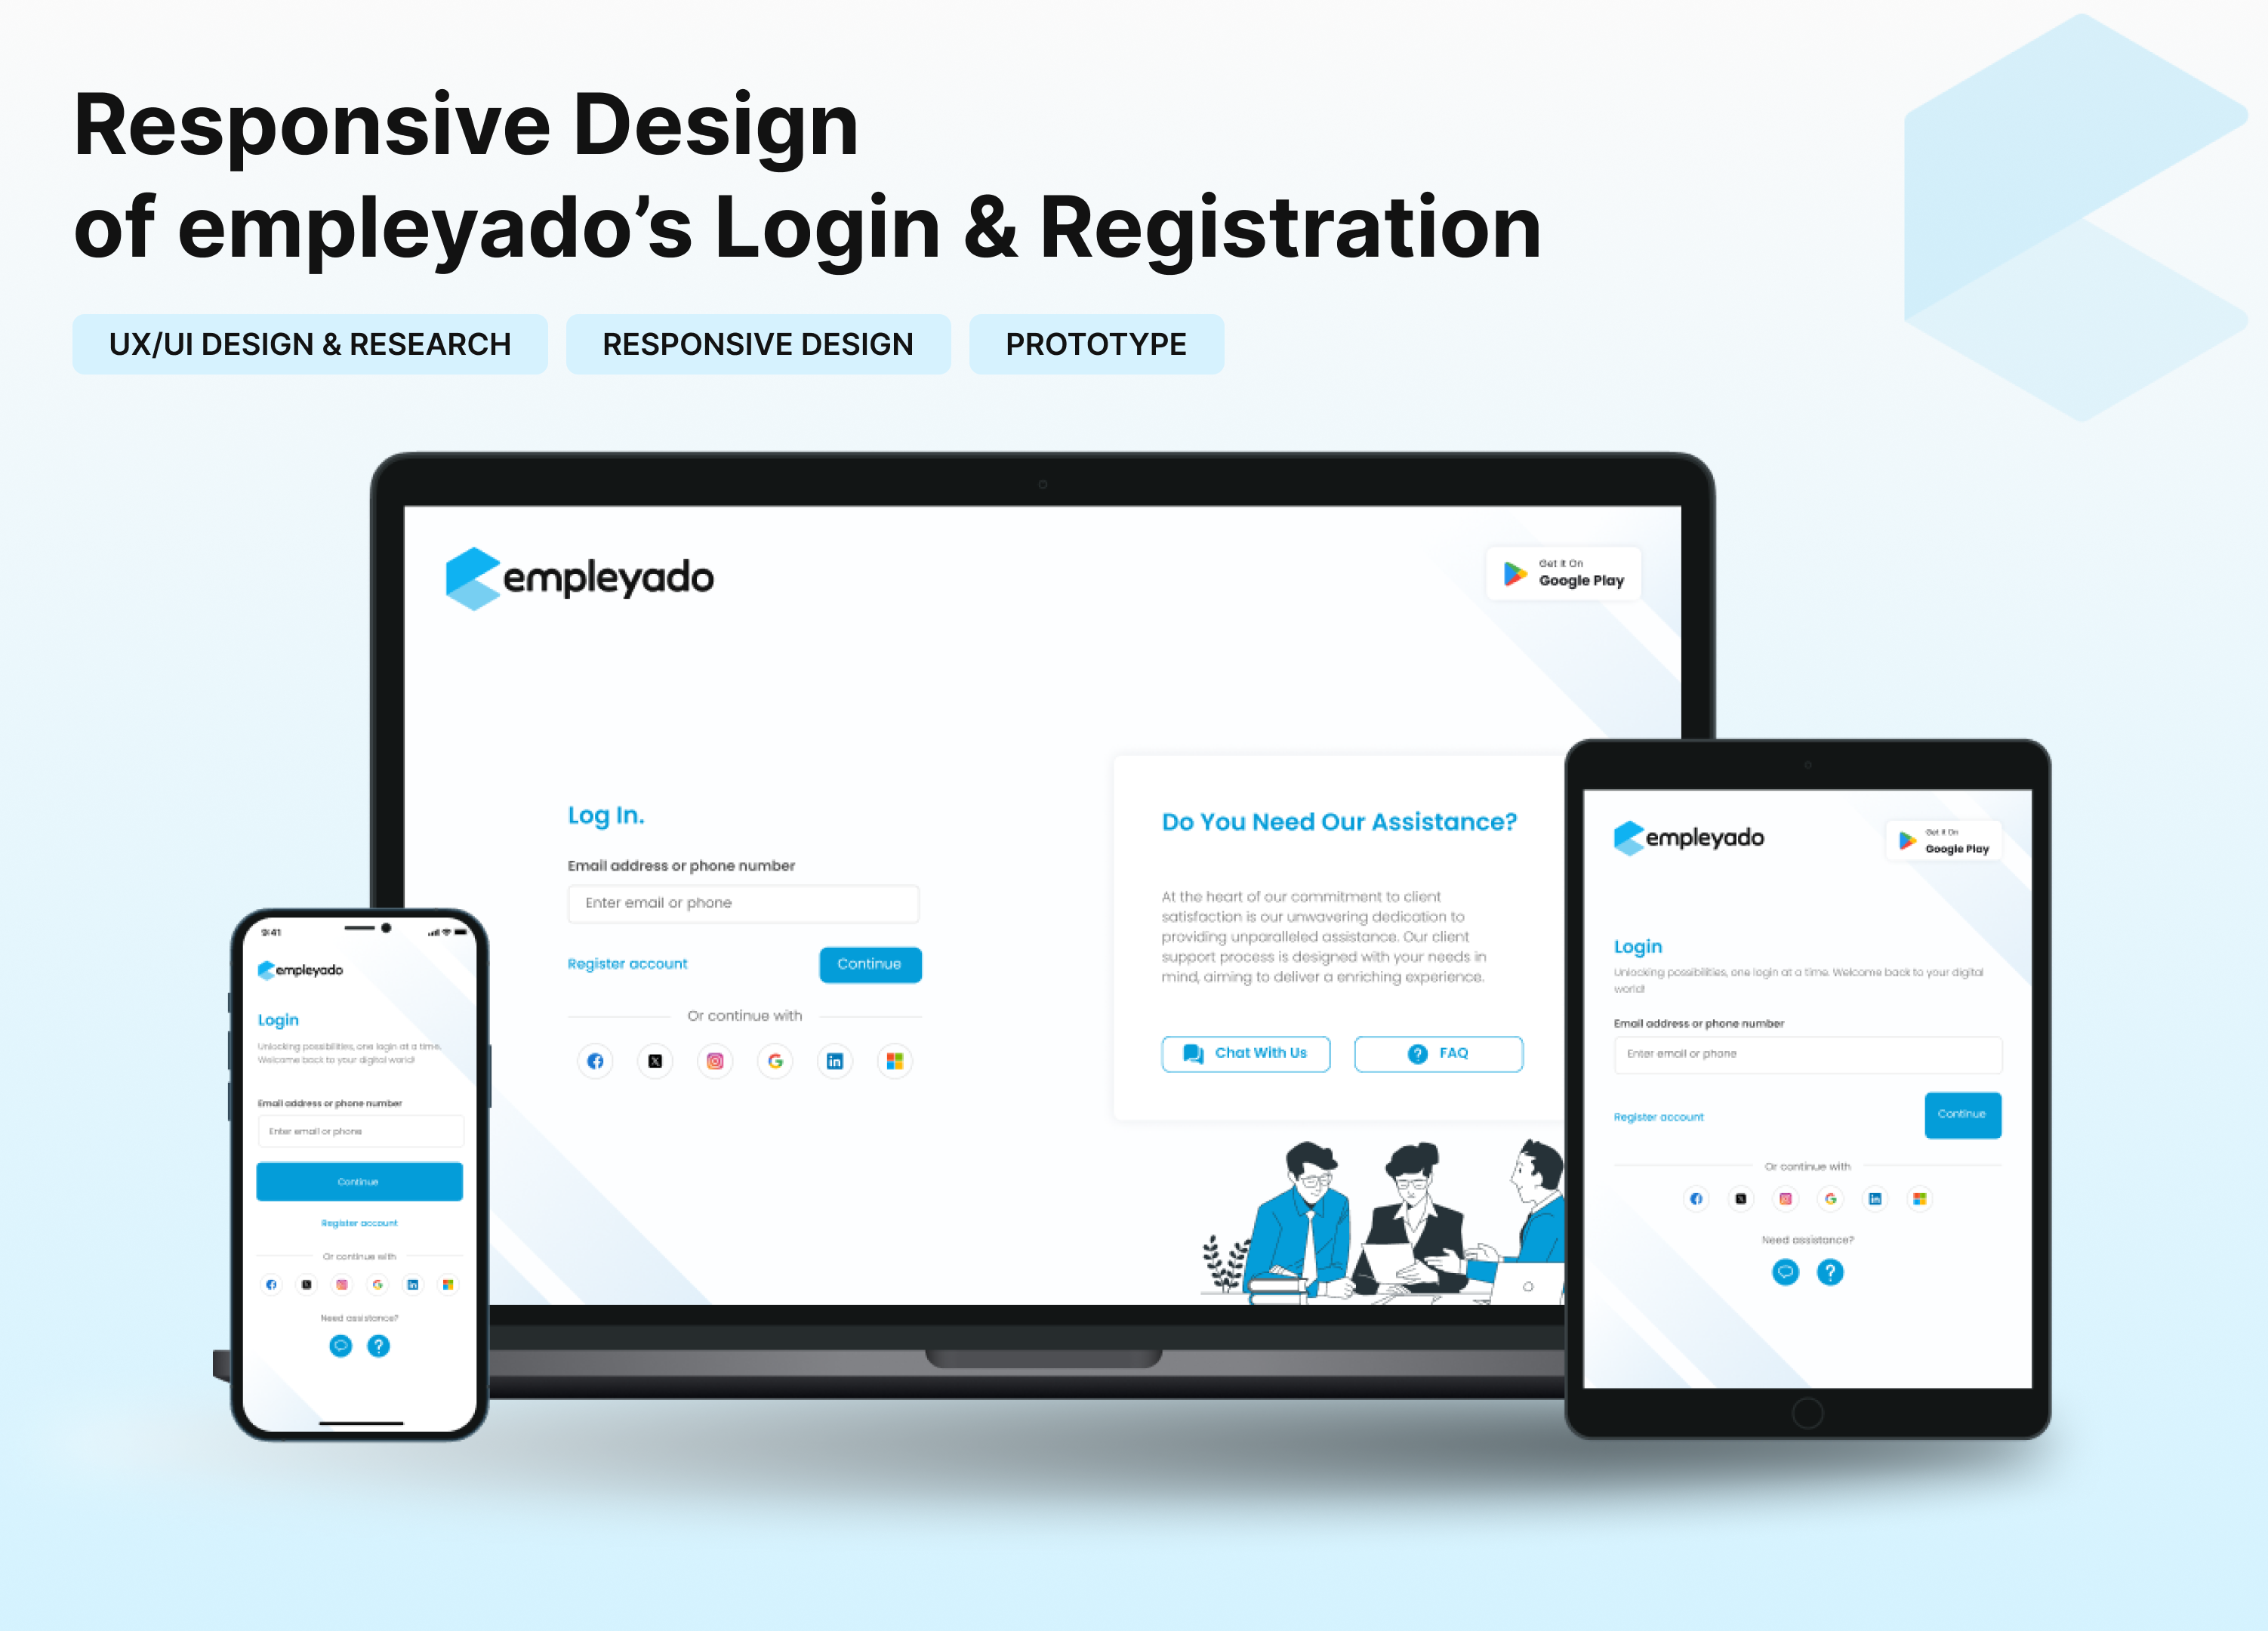 Responsive Design
of empleyado’s Login & Registration
UX/UI DESIGN & RESEARCH
RESPONSIVE DESIGN
PROTOTYPE
empleyado
Get It On
Google Play
Log In.
Email address or phone number
Enter email or phone
Register account
Continue
Or continue with
Do You Need Our Assistance?
At the heart of our commitment to client
satisfaction is our unwavering dedication to
providing unparalleled assistance. Our client
support process is designed with your needs in
mind, aiming to deliver a enriching experience.
Chat With Us
FAQ
9:41
empleyado
Login
Unlocking possibilities, one login at a time.
Welcome back to your digital world!
Email address or phone number
Enter email or phone
Continue
Register account
Or continue with
Need assistance?
empleyado
Get It On
Google Play
Login
Unlocking possibilities, one login at a time. Welcome back to your digital
world!
Email address or phone number
Enter email or phone
Register account
Continue
Or continue with
Need assistance?